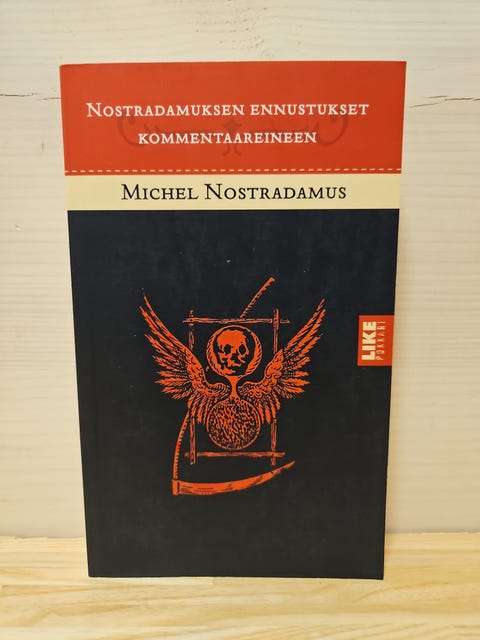 Nostradamuksen ennustukset
kommentaareineen
Michel Nostradamus
LIKE
POKKARI